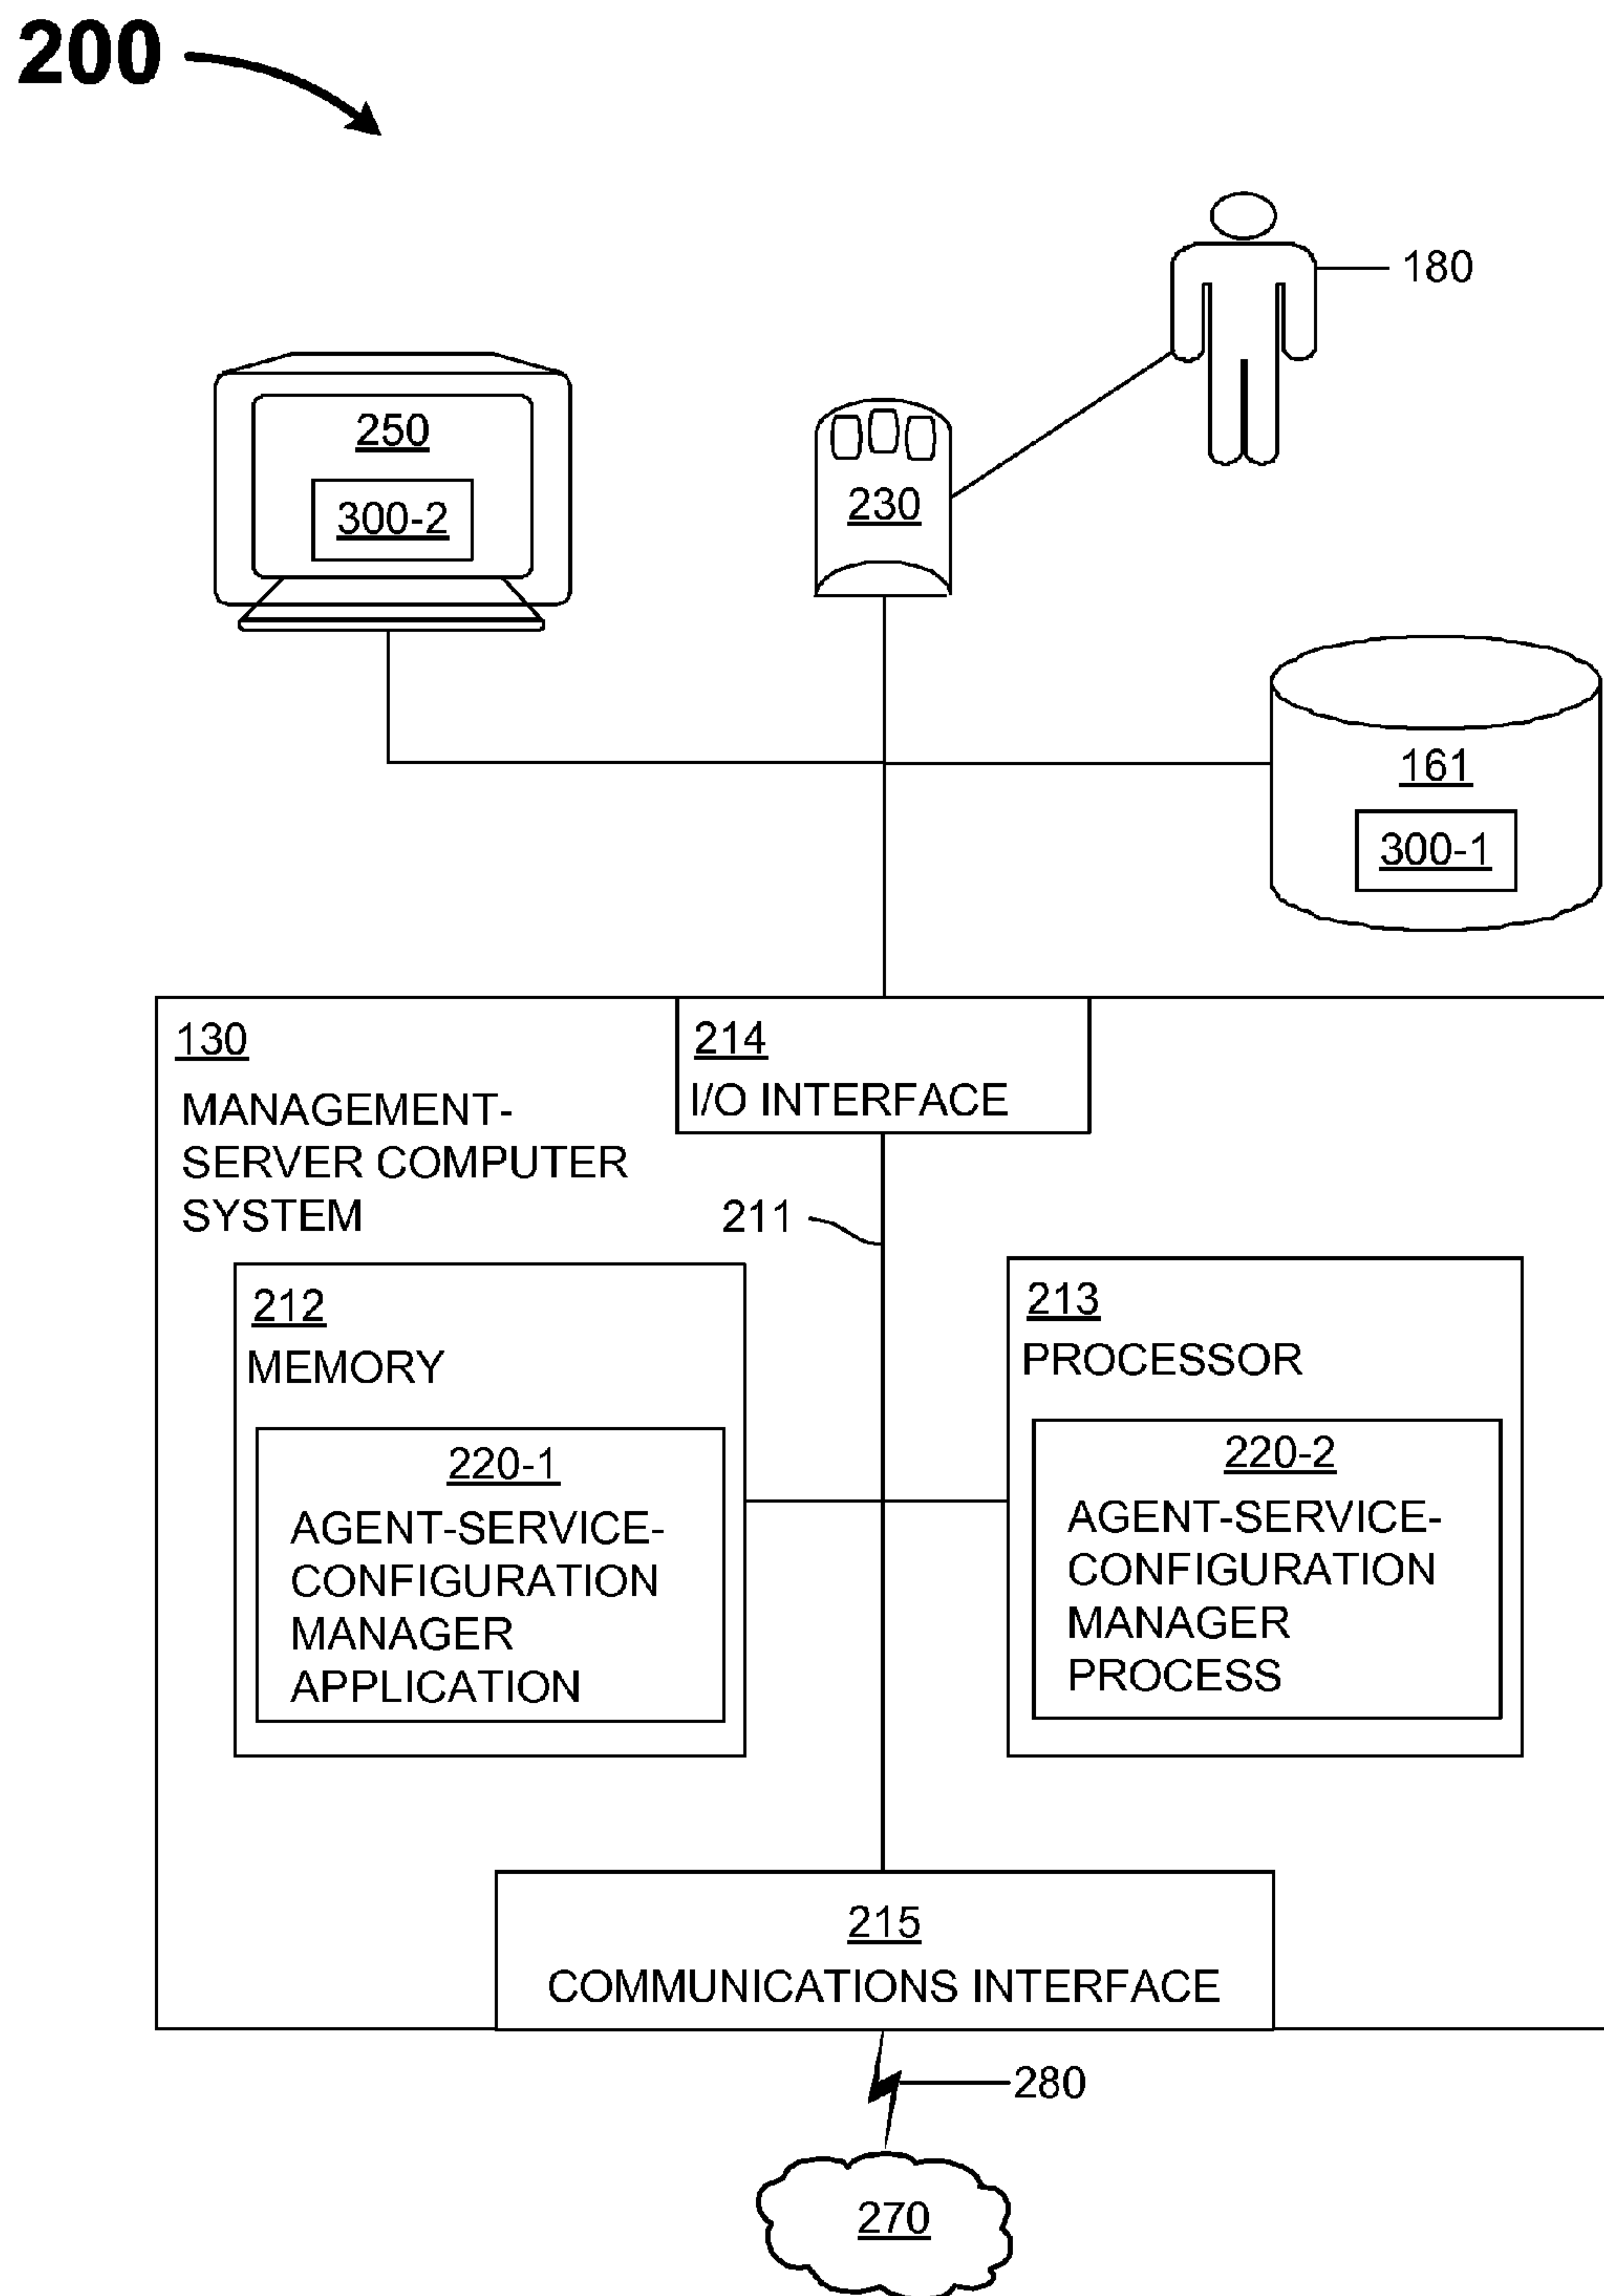 200
180
250
300-2
230
161
300-1
130
MANAGEMENT-
SERVER COMPUTER
SYSTEM
214
I/O INTERFACE
211
212
MEMORY
220-1
AGENT-SERVICE-
CONFIGURATION
MANAGER
APPLICATION
213
PROCESSOR
220-2
AGENT-SERVICE-
CONFIGURATION
MANAGER
PROCESS
215
COMMUNICATIONS INTERFACE
280
270